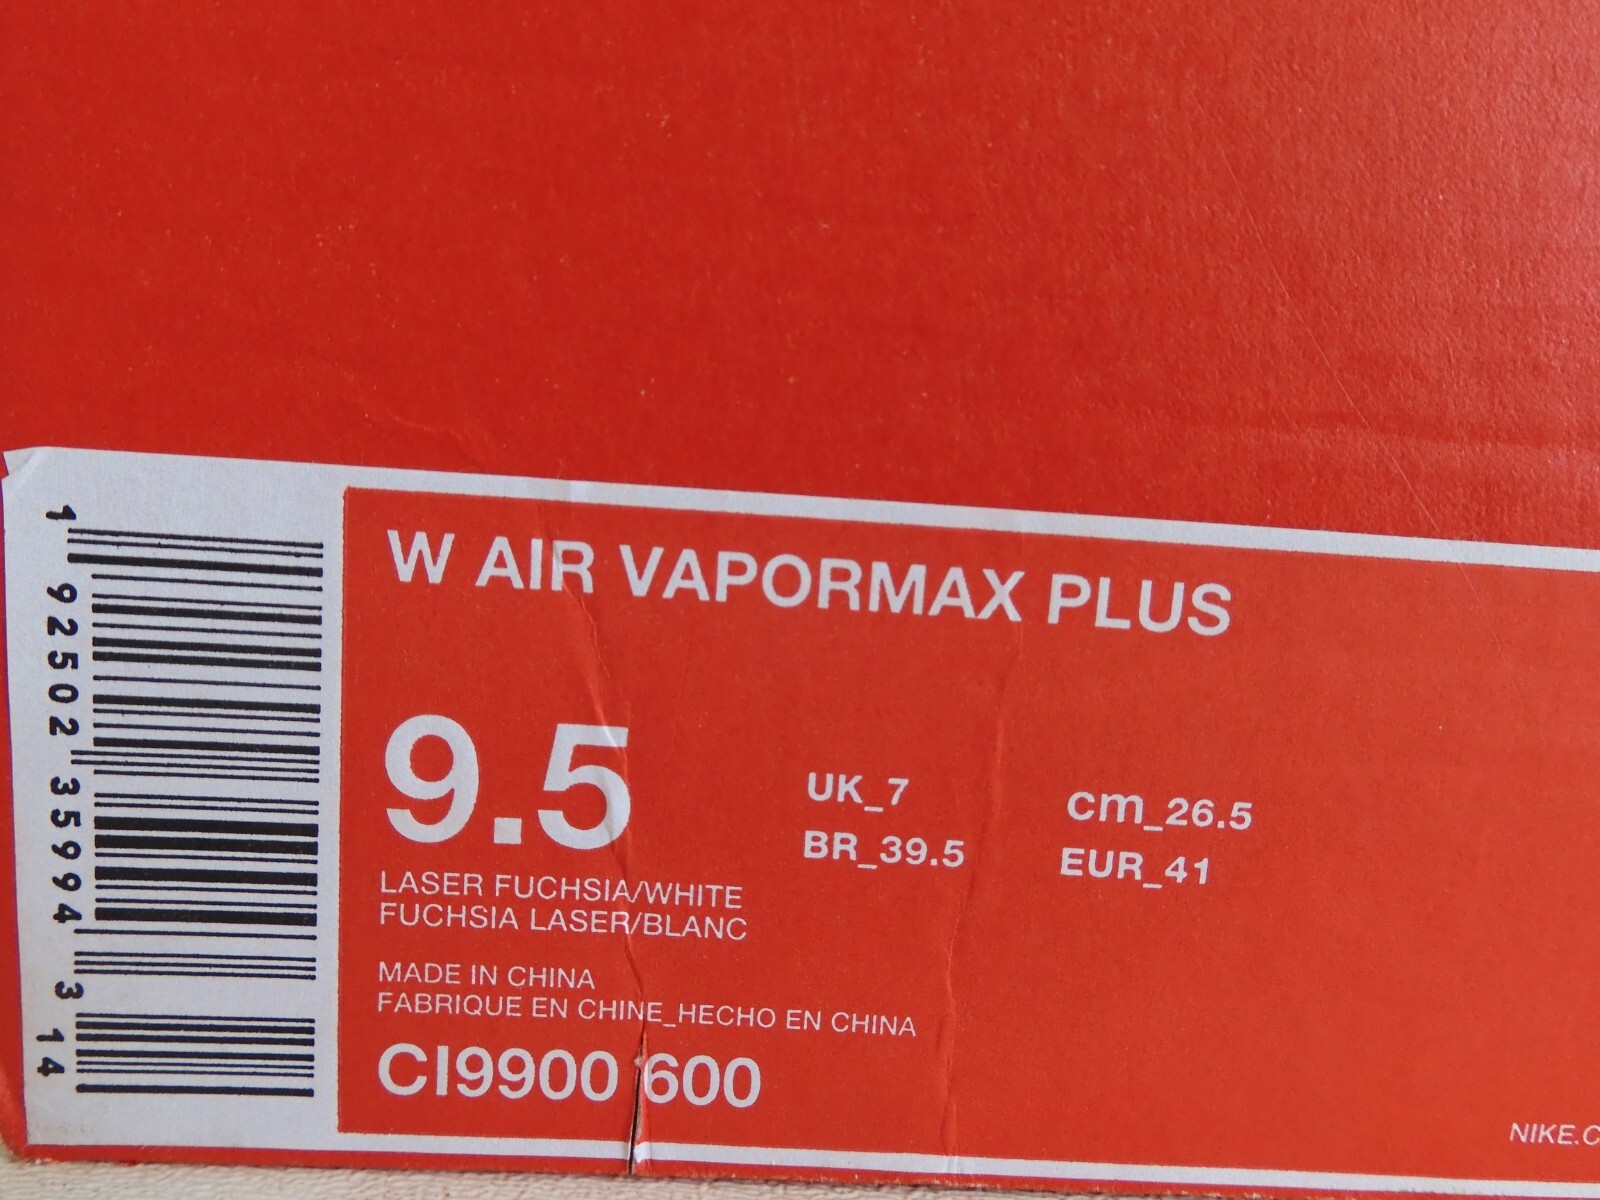 W AIR VAPORMAX PLUS
9.5
UK_7
cm_26.5
BR_39.5
EUR_41
LASER FUCHSIA/WHITE
FUCHSIA LASER/BLANC
MADE IN CHINA
FABRIQUE EN CHINE_HECHO EN CHINA
CI9900 600
NIKE.C
1 92502 35994 3 14